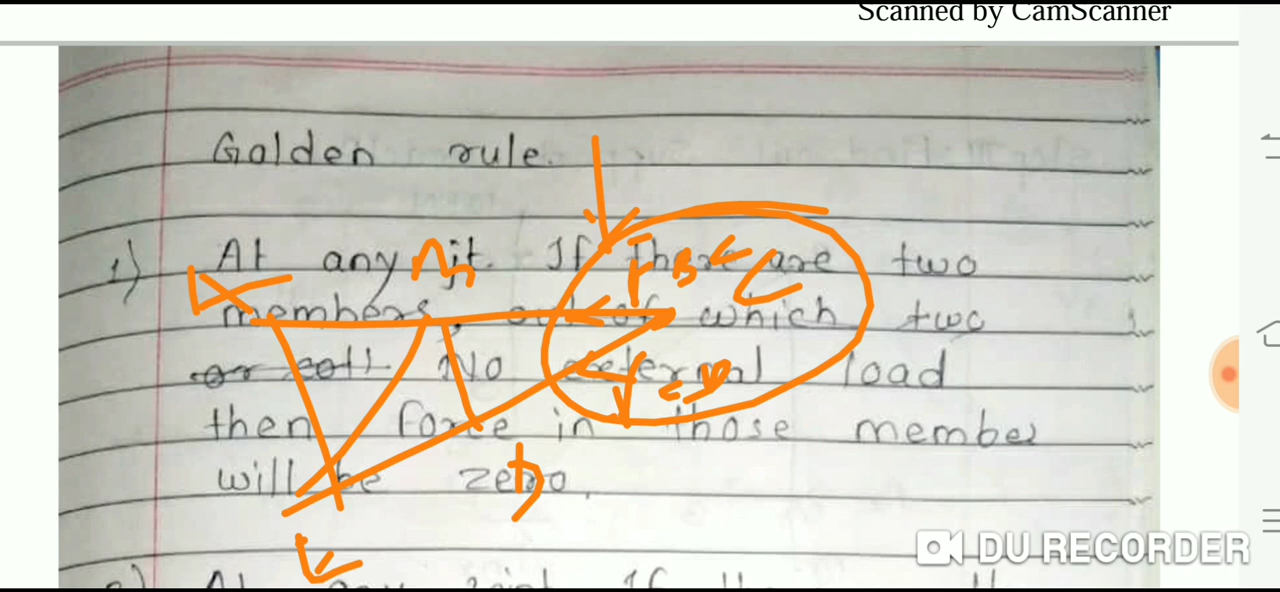 Scanned by CamScanner
Golden rule.
1) At any jt. If there are two
members, out of which two
No external load
then force in those member
will be zero.
DU RECORDER